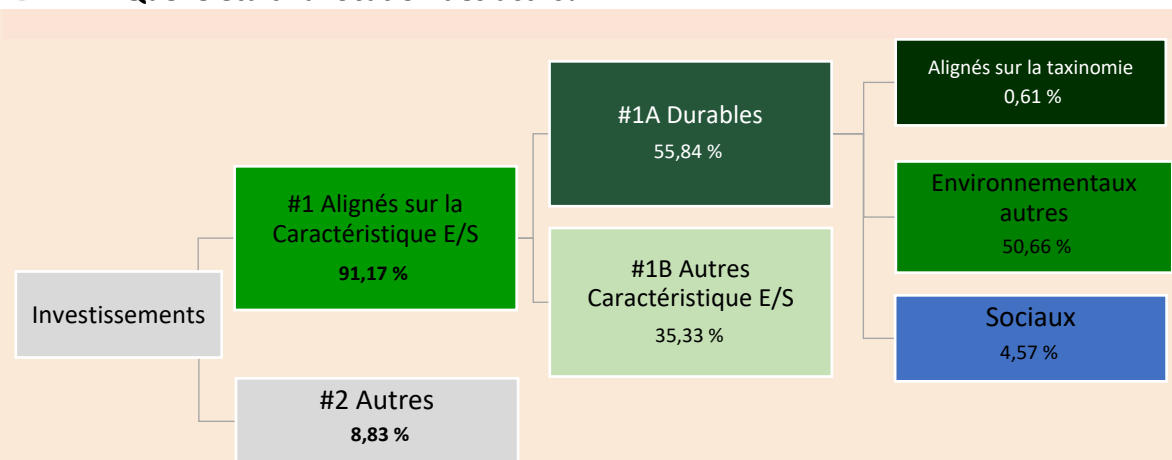 Alignés sur la taxinomie
0,61 %
#1A Durables
55,84 %
Environnementaux
autres
50,66 %
#1 Alignés sur la
Caractéristique E/S
91,17 %
#1B Autres
Caractéristique E/S
35,33 %
Investissements
Sociaux
4,57 %
#2 Autres
8,83 %